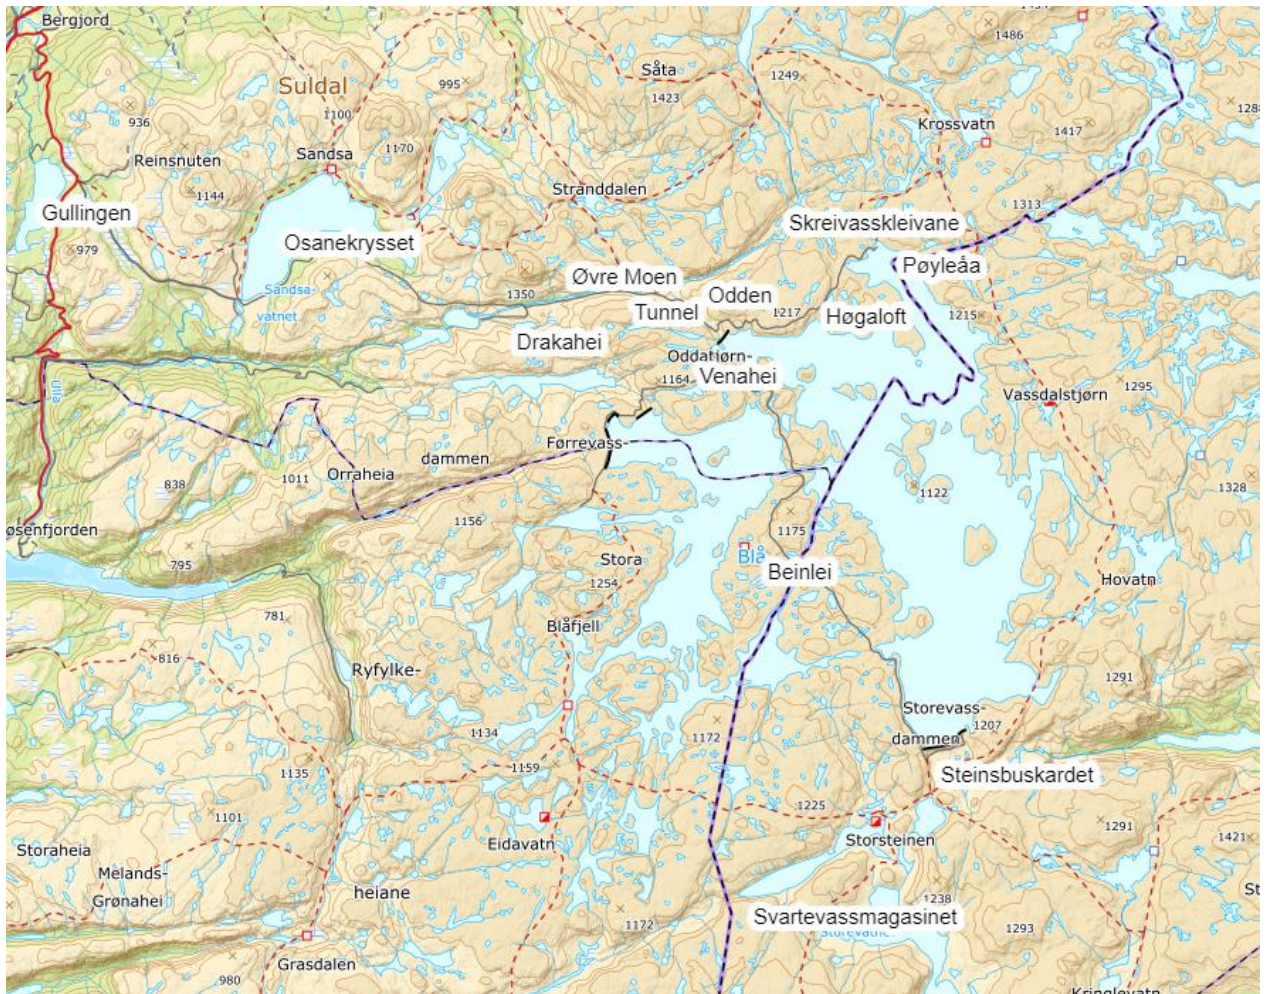 Bergjord
1486
Suldal
995
Såta
1249
1423
936
1100
Krossvatn
1417
Reinsnuten
Sandsa
1170
1144
Stranddalen
1313
Gullingen
979
Osanekrysset
Skreivasskleivane
Pøyleåa
Øvre Moen
Sandsa-
vatnet
1350
Odden
Tunnel
1217
Høgaloft
1215
Drakahei
Oddatjørn-
Venahei
1164
ulla
Vassdalstjørn
1295
Førrevass-
dammen
Orraheia
1011
838
1122
1328
1156
1175
øsenfjorden
795
Stora
Blå
Beinlei
1254
Hovatn
781
Blåfjell
816
Ryfylke-
1291
Storevass-
1207
dammen
1134
1172
1159
Steinsbuskardet
1135
1225
1101
1291
1421
Storaheia
Eidavatn
Storsteinen
Melands-
Grønahei
heiane
St
1238
Svartevassmagasinet
1172
1293
Grasdalen
980